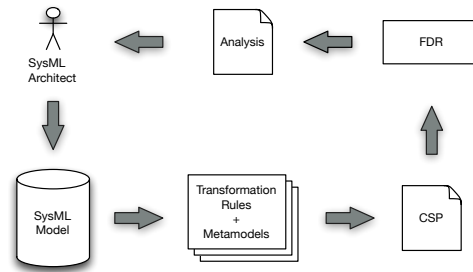 SysML
Architect
Analysis
FDR
SysML
Model
Transformation
Rules
+
Metamodels
CSP